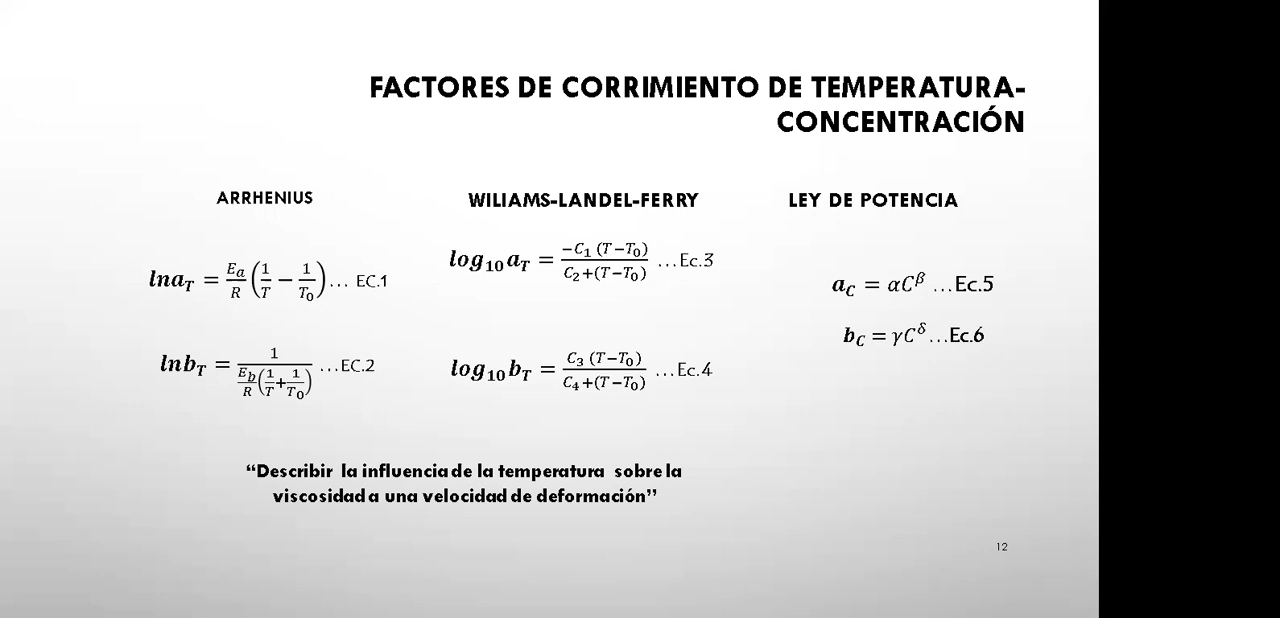 FACTORES DE CORRIMIENTO DE TEMPERATURA-
CONCENTRACIÓN
ARRHENIUS
lna_T = E_a/R (1/T − 1/T_0)... EC.1
lnb_T = 1/(E_b/R (1/T + 1/T_0)) ...EC.2
WILIAMS-LANDEL-FERRY
log_10 a_T = −C_1 (T−T_0)/(C_2+(T−T_0)) ...Ec.3
log_10 b_T = C_3 (T−T_0)/(C_4+(T−T_0)) ...Ec.4
LEY DE POTENCIA
a_C = αC^β ...Ec.5
b_C = γC^δ...Ec.6
“Describir la influencia de la temperatura sobre la
viscosidad a una velocidad de deformación”
12